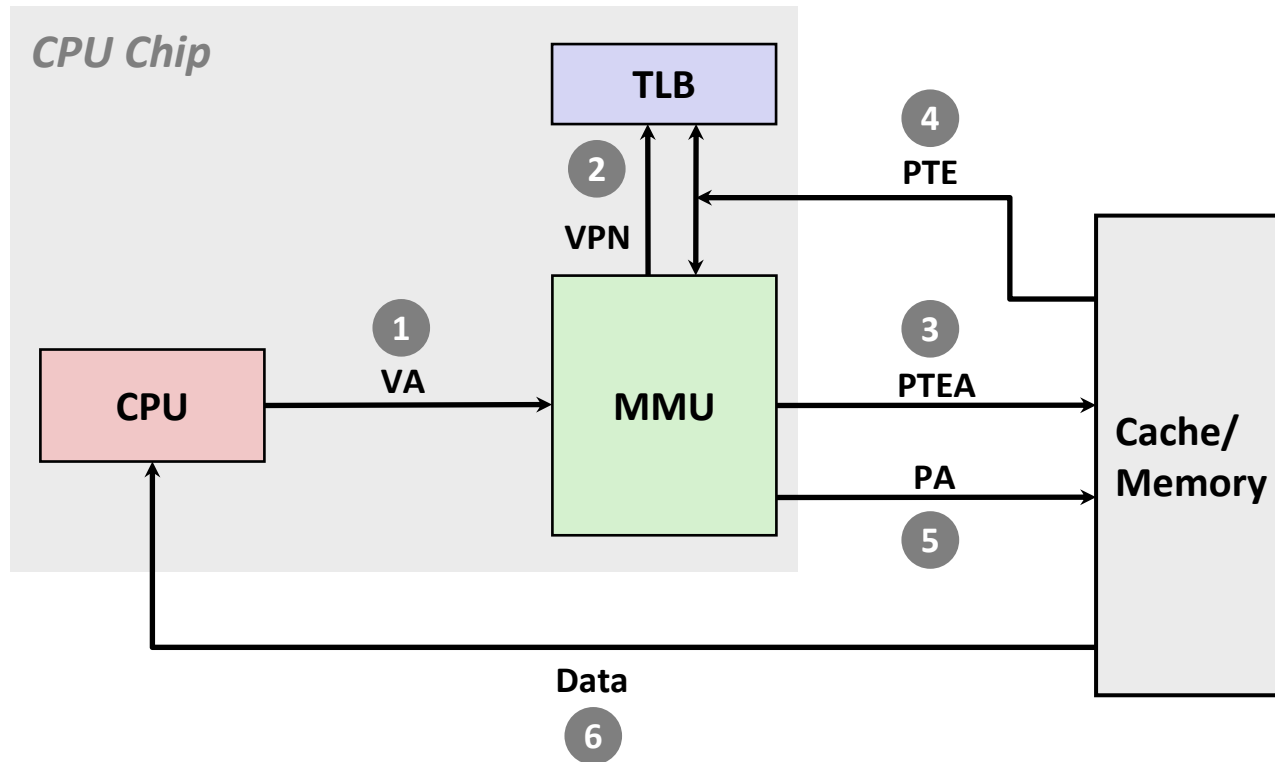 CPU Chip
TLB
4
2
PTE
VPN
1
3
VA
PTEA
CPU
MMU
Cache/
Memory
PA
5
Data
6